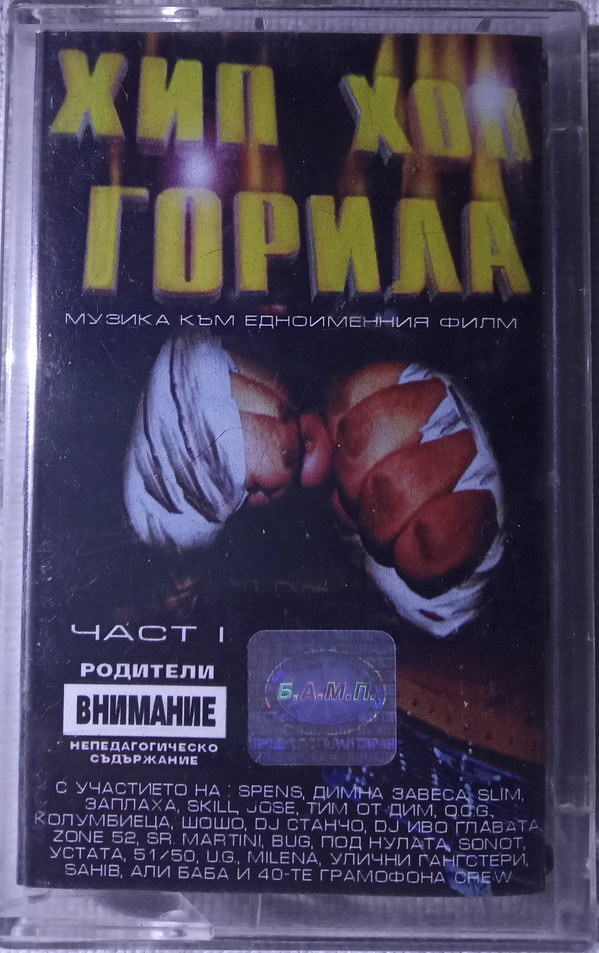 ХИП ХОП
ГОРИЛА
МУЗИКА КЪМ ЕДНОИМЕННИЯ ФИЛМ
ЧАСТ I
РОДИТЕЛИ
ВНИМАНИЕ
НЕПЕДАГОГИЧЕСКО
СЪДЪРЖАНИЕ
Б.А.М.П.
С УЧАСТИЕТО НА : SPENS, ДИМНА ЗАВЕСА, SLIM,
ЗАПЛАХА, SKILL, JOSE, ТИМ ОТ ДИМ, O.C.G.,
КОЛУМБИЕЦА, ШОШО, DJ СТАНЧО, DJ ИВО ГЛАВАТА,
ZONE 52, SR. MARTINI, BUG, ПОД НУЛАТА, SONOT,
УСТАТА, 51/50, U.G., MILENA, УЛИЧНИ ГАНГСТЕРИ,
SAHIB, АЛИ БАБА И 40-ТЕ ГРАМОФОНА CREW